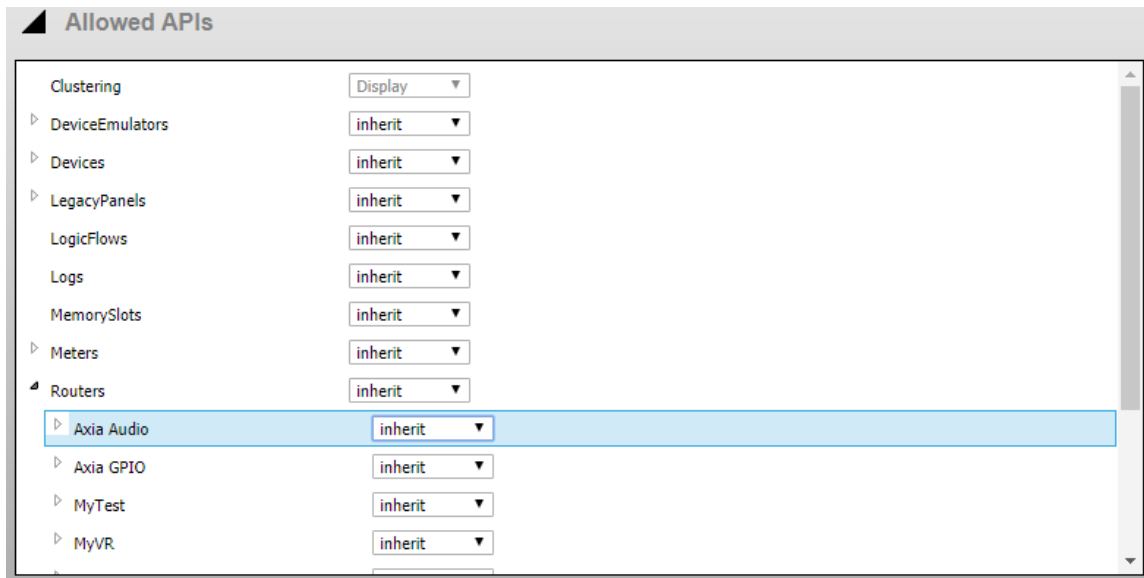 Allowed APIs
Clustering Display
DeviceEmulators inherit
Devices inherit
LegacyPanels inherit
LogicFlows inherit
Logs inherit
MemorySlots inherit
Meters inherit
Routers inherit
Axia Audio inherit
Axia GPIO inherit
MyTest inherit
MyVR inherit